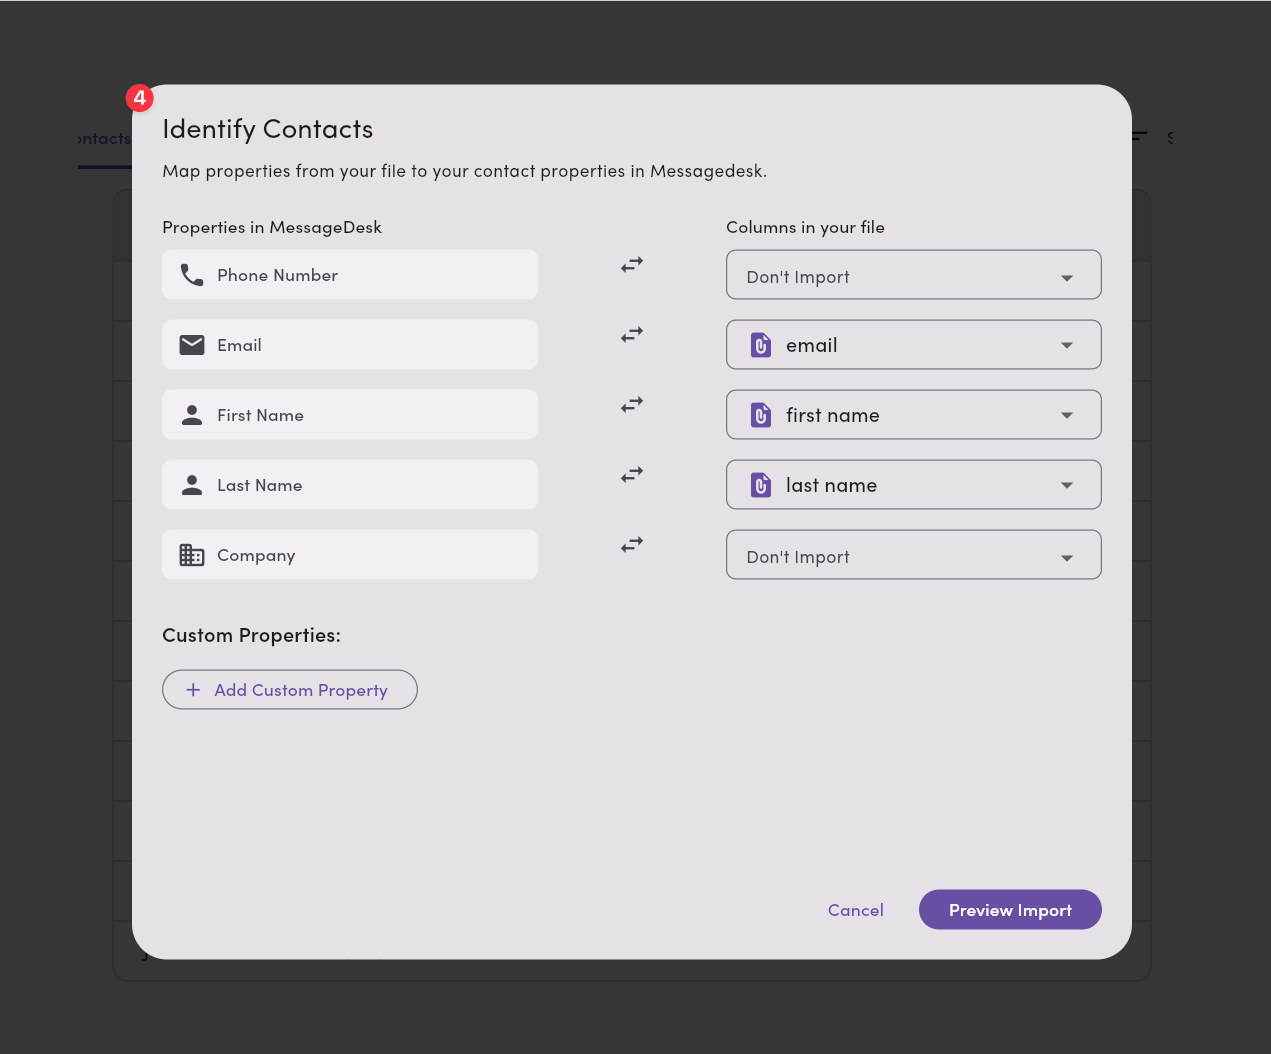 4
Identify Contacts
Map properties from your file to your contact properties in Messagedesk.
Properties in MessageDesk
Columns in your file
Phone Number
Don't Import
Email
email
First Name
first name
Last Name
last name
Company
Don't Import
Custom Properties:
+ Add Custom Property
Cancel
Preview Import